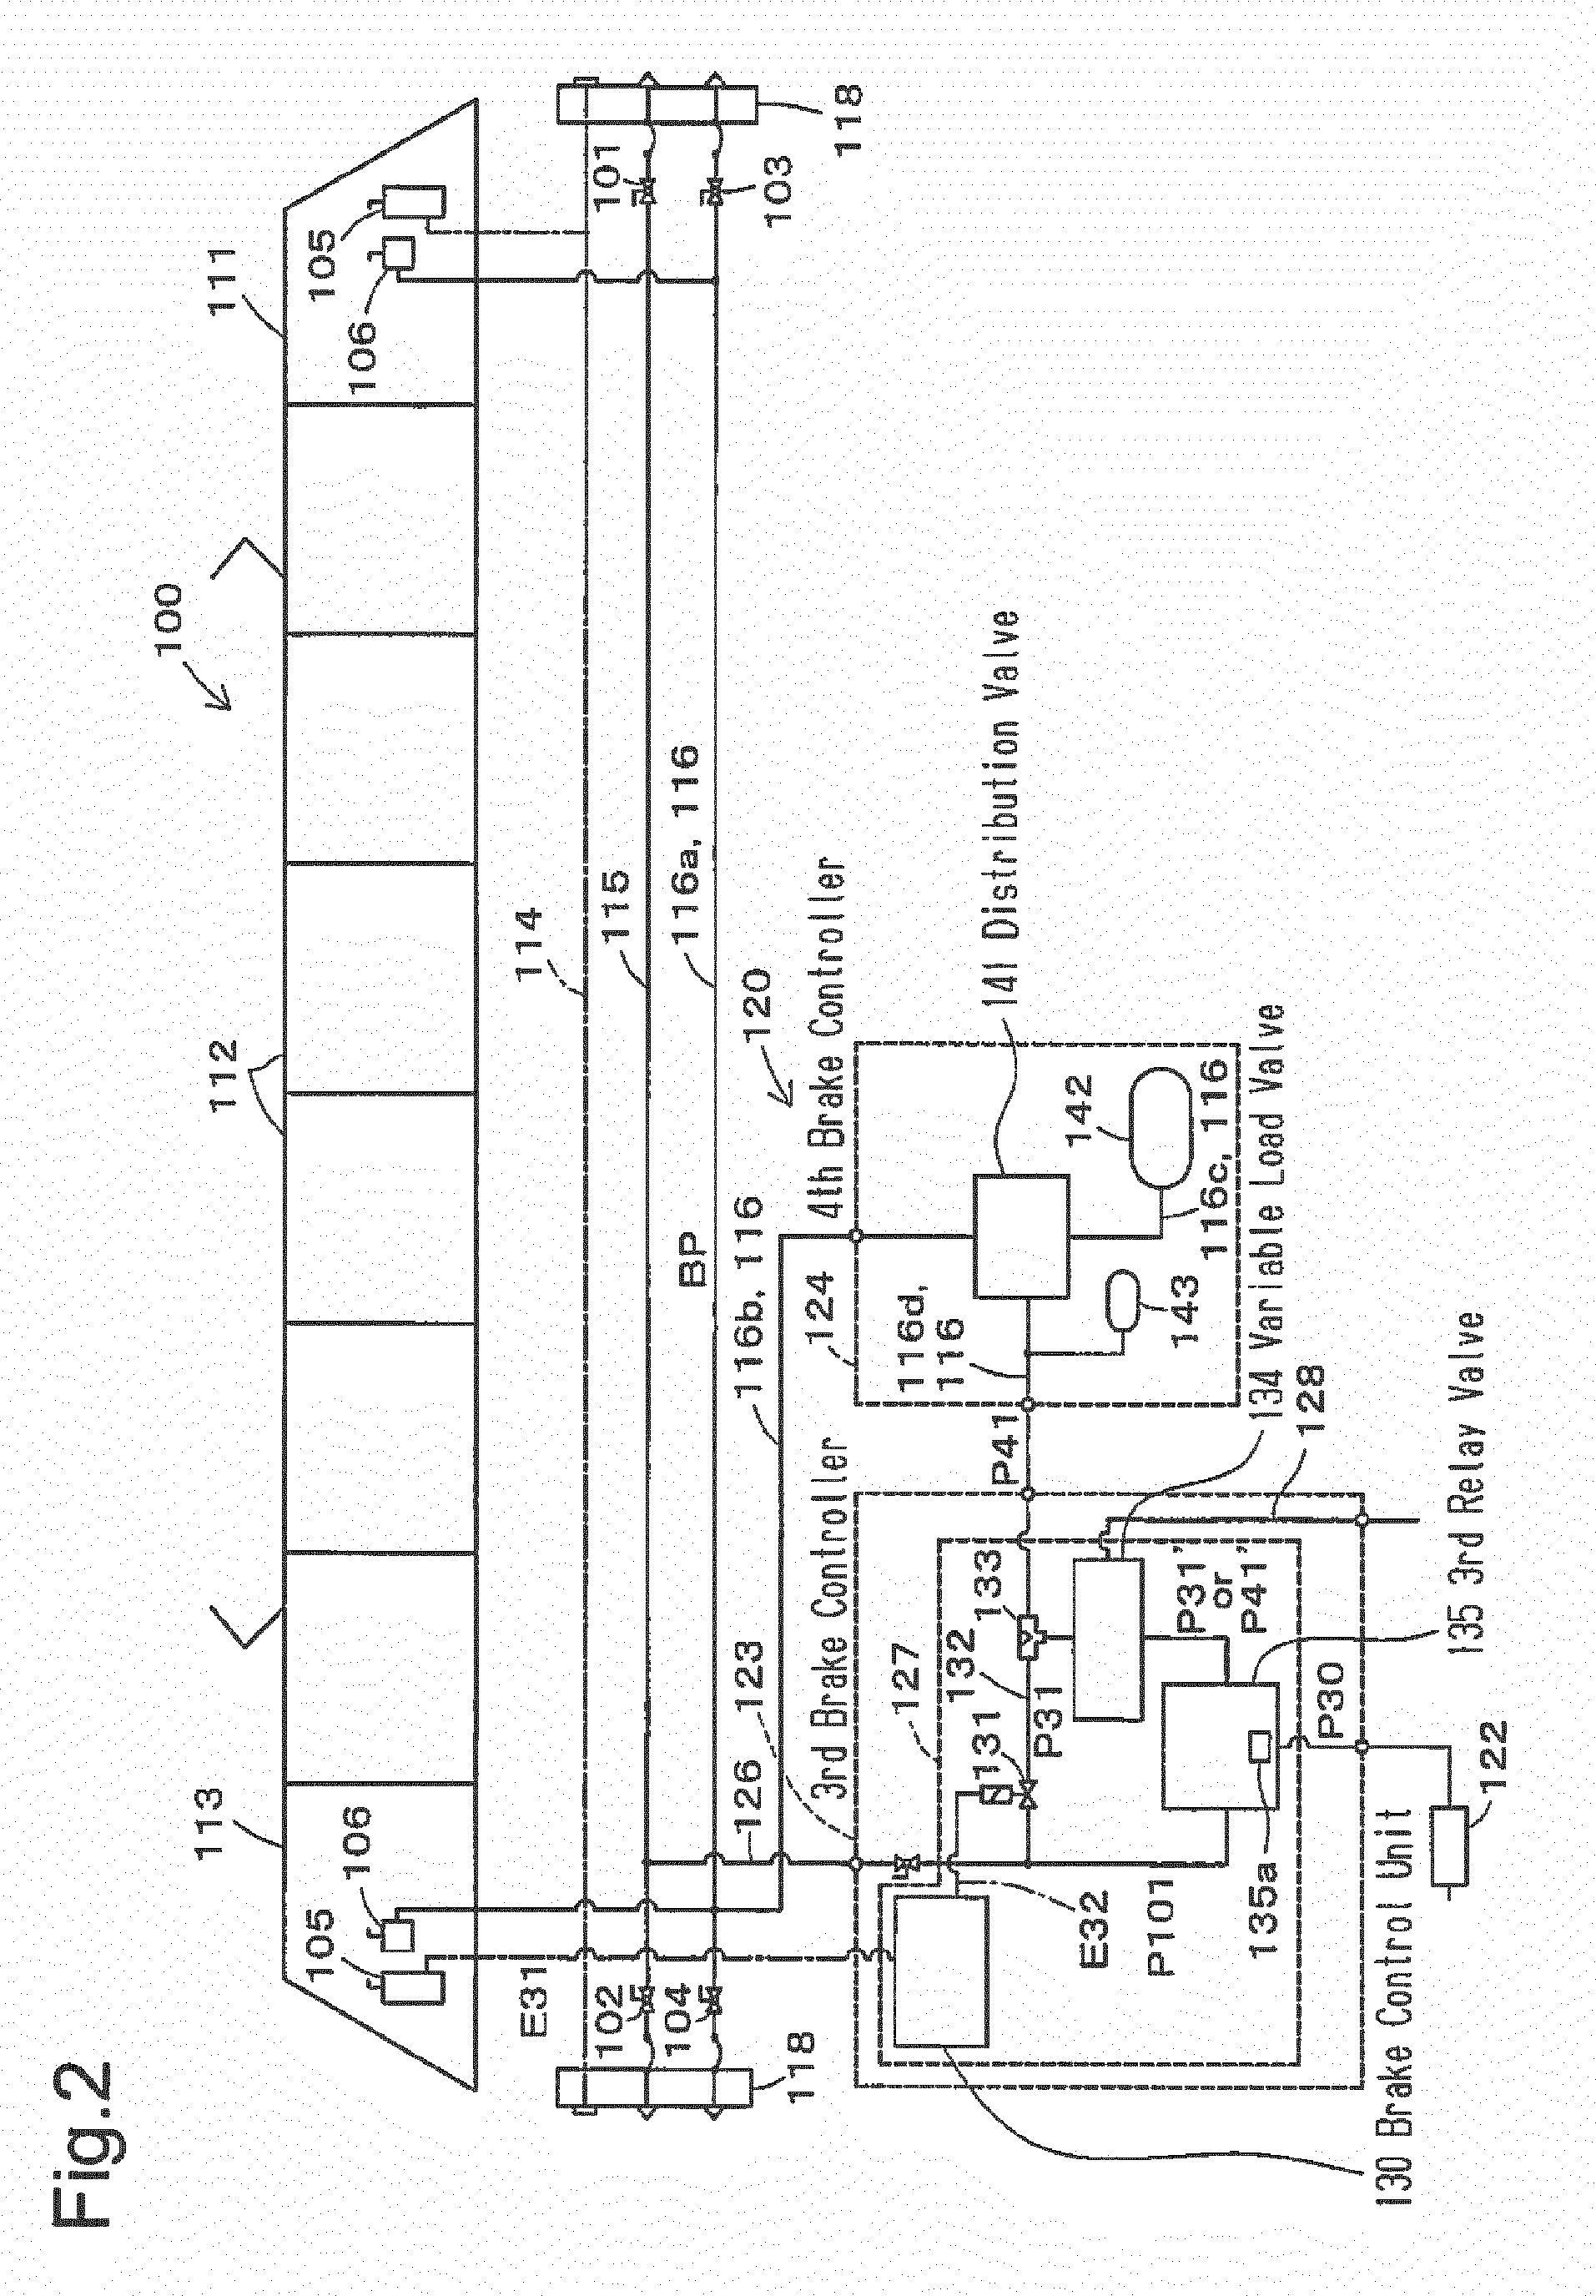 Fig.2
100
113
112
111
105
106
106
105
E31
114
115
116a, 116
BP
102
104
101
103
118
118
126
123
116b, 116
120
3rd Brake Controller
4th Brake Controller
127
124
132
133
131
P31
P41
116d,
116
141 Distribution Valve
142
143
116c, 116
E32
P101
P31'
or
P41'
135a
P30
134 Variable Load Valve
128
130 Brake Control Unit
122
135 3rd Relay Valve